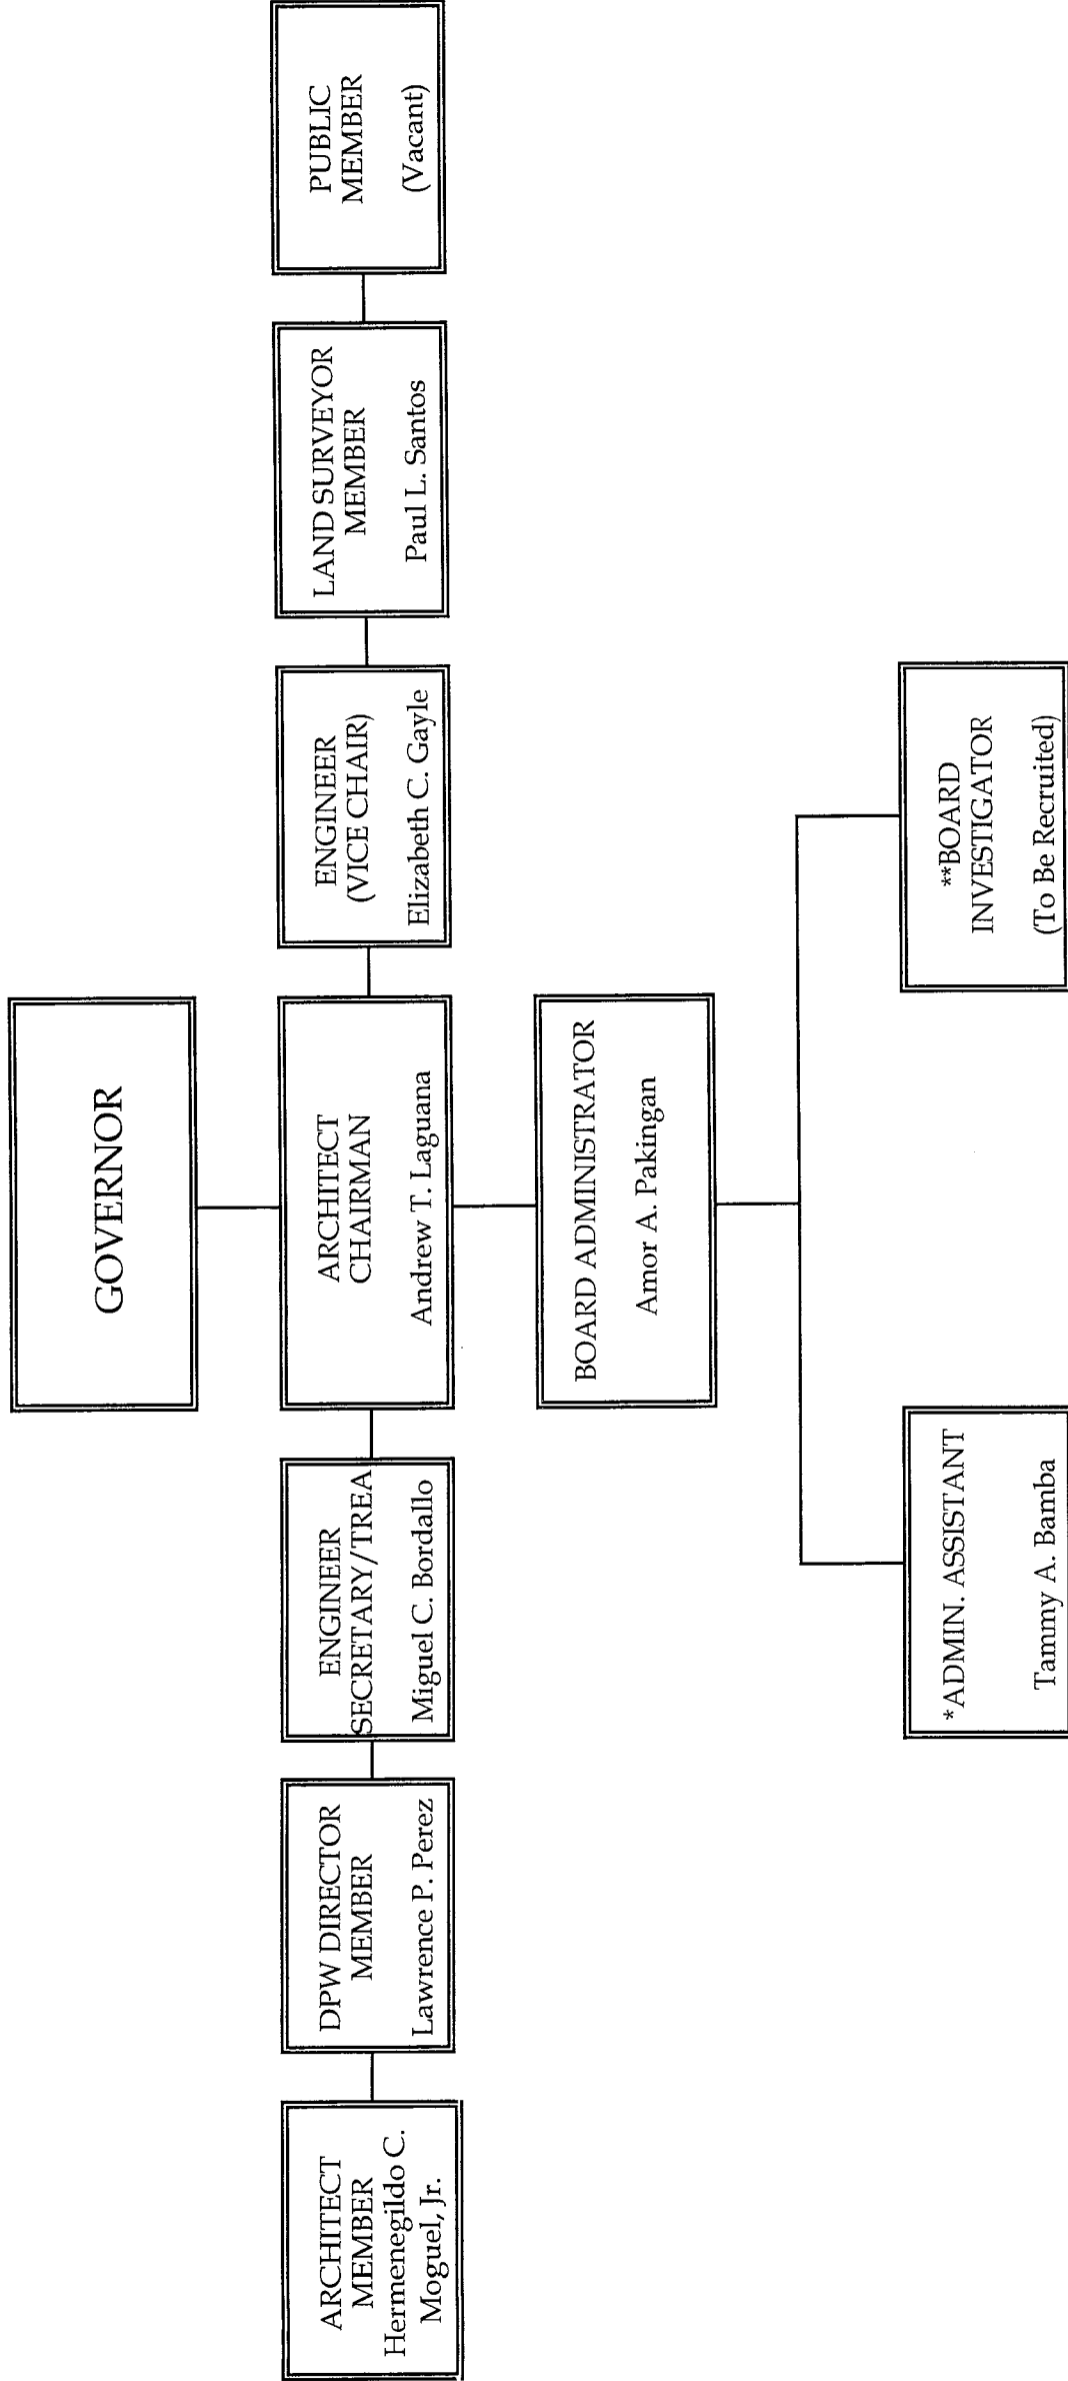 GOVERNOR
ARCHITECT
MEMBER
Hermenegildo C.
Moguel, Jr.
DPW DIRECTOR
MEMBER
Lawrence P. Perez
ENGINEER
SECRETARY/TREA
Miguel C. Bordallo
ARCHITECT
CHAIRMAN
Andrew T. Laguana
ENGINEER
(VICE CHAIR)
Elizabeth C. Gayle
LAND SURVEYOR
MEMBER
Paul L. Santos
PUBLIC
MEMBER
(Vacant)
BOARD ADMINISTRATOR
Amor A. Pakingan
*ADMIN. ASSISTANT
Tammy A. Bamba
**BOARD
INVESTIGATOR
(To Be Recruited)